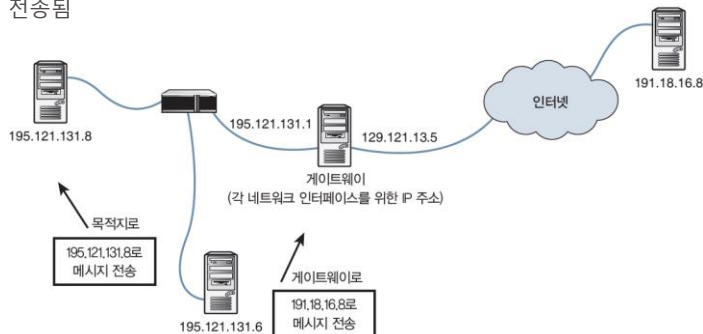 전송됨
191.18.16.8
인터넷
195.121.131.8
195.121.131.1
129.121.13.5
게이트웨이
(각 네트워크 인터페이스를 위한 IP 주소)
목적지로
195.121.131.8로
메시지 전송
게이트웨이로
191.18.16.8로
메시지 전송
195.121.131.6